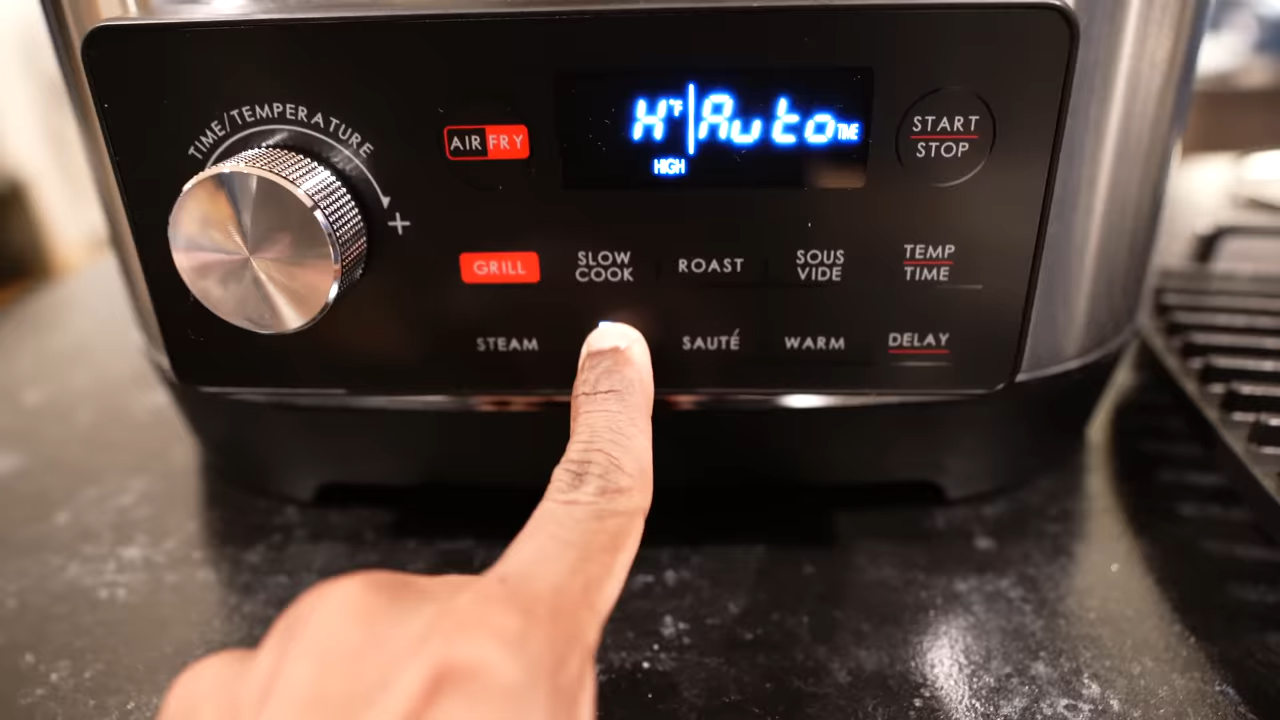 TIME/TEMPERATURE
+
AIR FRY
H°F Auto TIME
HIGH
START
STOP
GRILL
SLOW
COOK
ROAST
SOUS
VIDE
TEMP
TIME
STEAM
SAUTÉ
WARM
DELAY